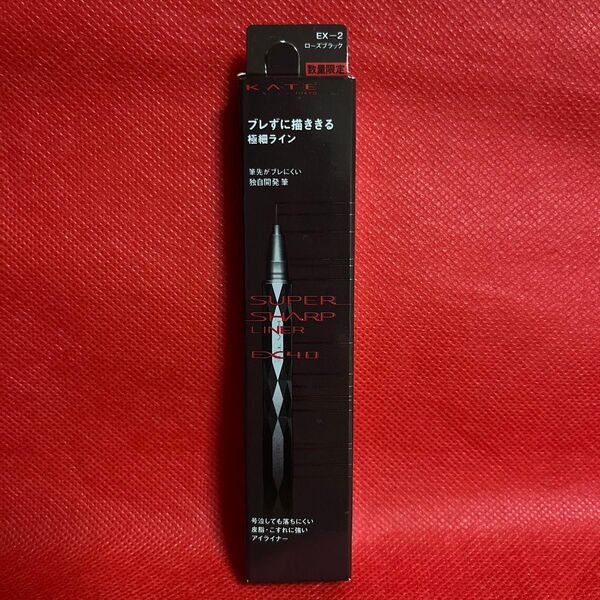 EX-2
ローズブラック
数量限定
KATE
TOKYO
ブレずに描ききる
極細ライン
筆先がブレにくい
独自開発 筆
SUPER
SHARP
LINER
EX4.0
号泣しても落ちにくい
皮脂・こすれに強い
アイライナー